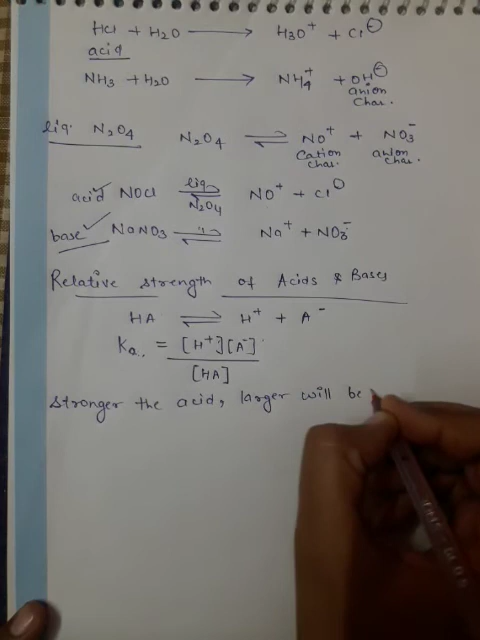 HCl + H2O ⟶ H3O⁺ + Cl⊖
acid
NH3 + H2O ⟶ NH4⁺ + OH⊖
anion
char.
liq. N2O4 N2O4 ⇌ NO⁺ + NO3⁻
cation char. anion char.
acid ✓ NOCl ⇌ NO⁺ + Cl⊖
liq
N2O4
base ✓ NaNO3 ⇌ Na⁺ + NO3⁻
Relative strength of Acids & Bases
HA ⇌ H⁺ + A⁻
Ka. = [H⁺][A⁻]
[HA]
stronger the acid, larger will be